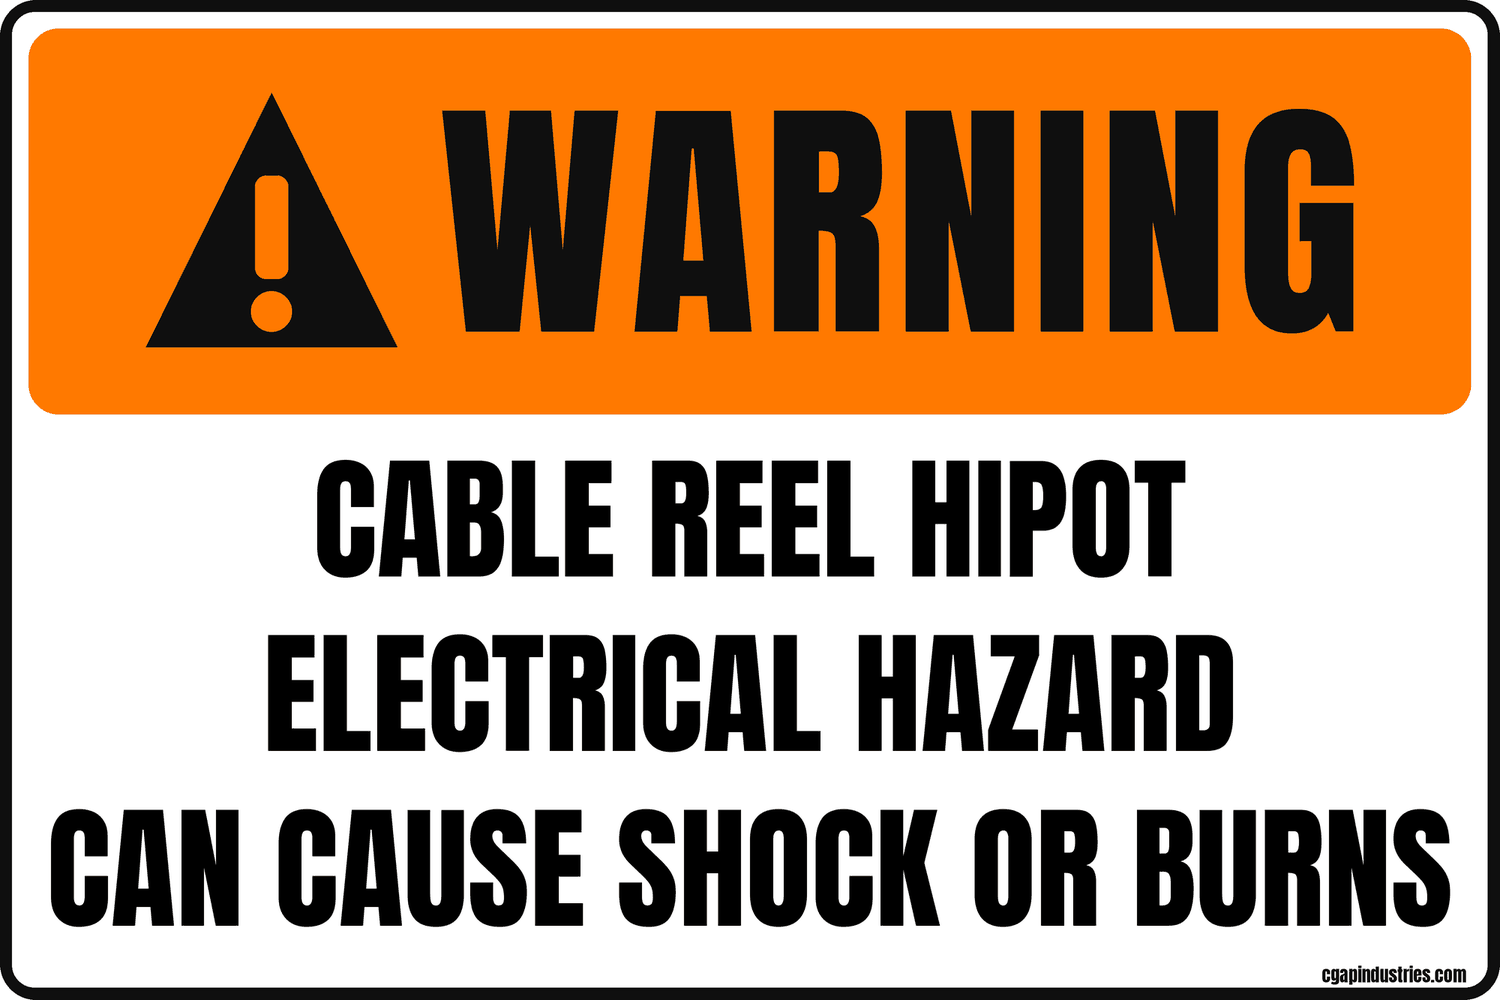 WARNING
CABLE REEL HIPOT
ELECTRICAL HAZARD
CAN CAUSE SHOCK OR BURNS
cgapindustries.com